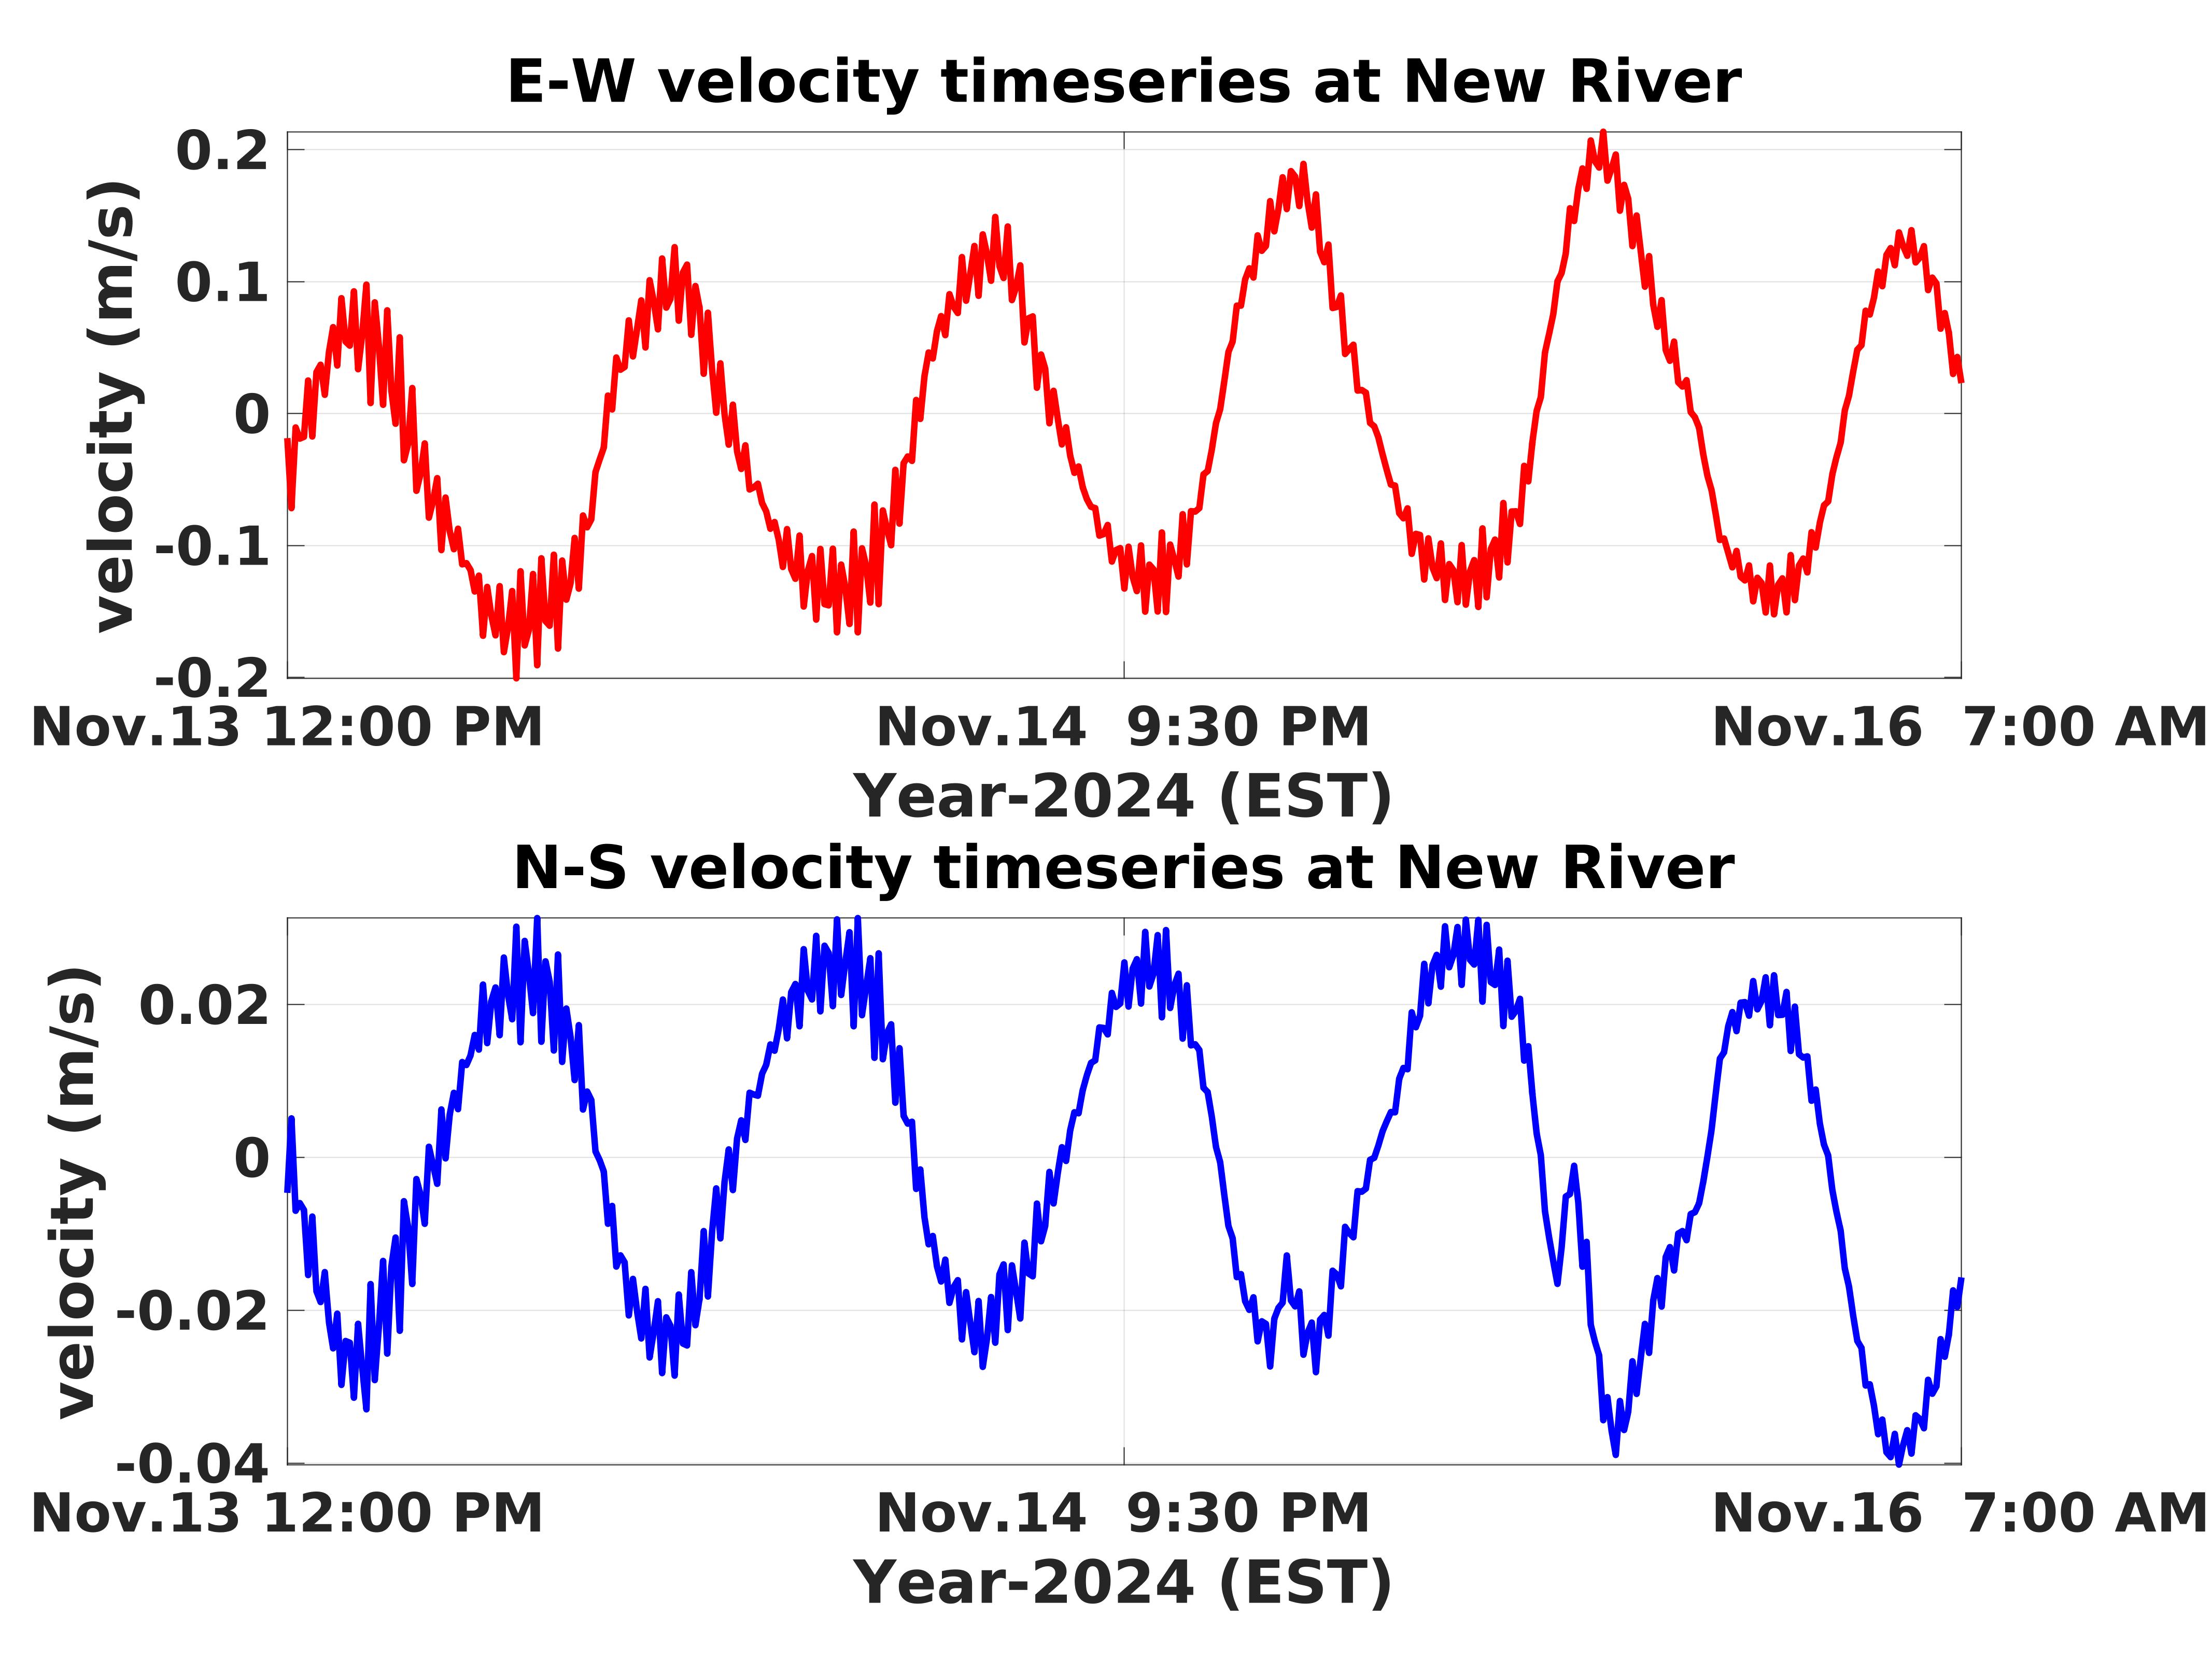 E-W velocity timeseries at New River
velocity (m/s)
0.2
0.1
0
-0.1
-0.2
Nov.13 12:00 PM
Nov.14  9:30 PM
Nov.16  7:00 AM
Year-2024 (EST)
N-S velocity timeseries at New River
velocity (m/s)
0.02
0
-0.02
-0.04
Nov.13 12:00 PM
Nov.14  9:30 PM
Nov.16  7:00 AM
Year-2024 (EST)